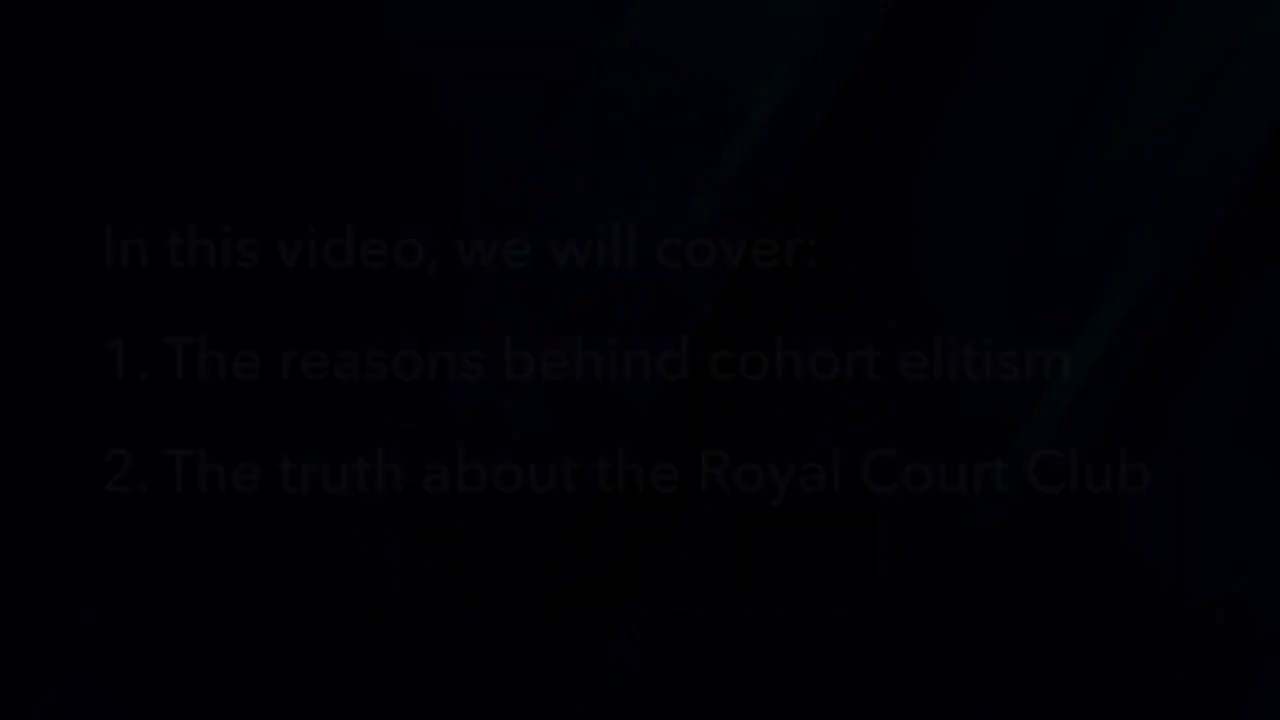 In this video, we will cover:
1. The reasons behind cohort elitism
2. The truth about the Royal Court Club